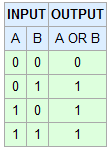 INPUT OUTPUT
A B A OR B
0 0 0
0 1 1
1 0 1
1 1 1